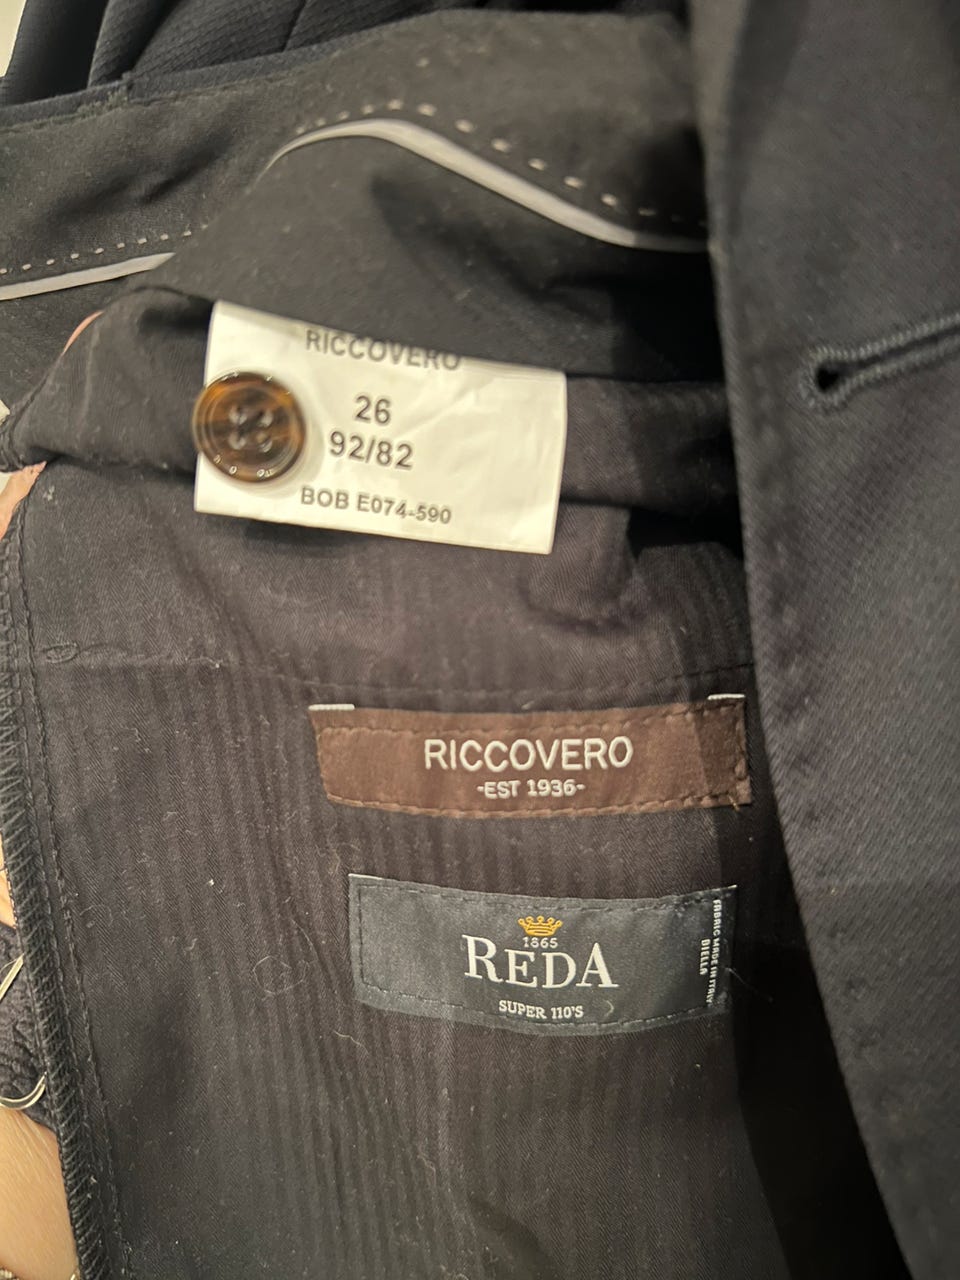 RICCOVERO
26
92/82
BOB E074-590
RICCOVERO
-EST 1936-
1865
REDA
SUPER 110'S
FABRIC MADE IN ITALY
BIELLA